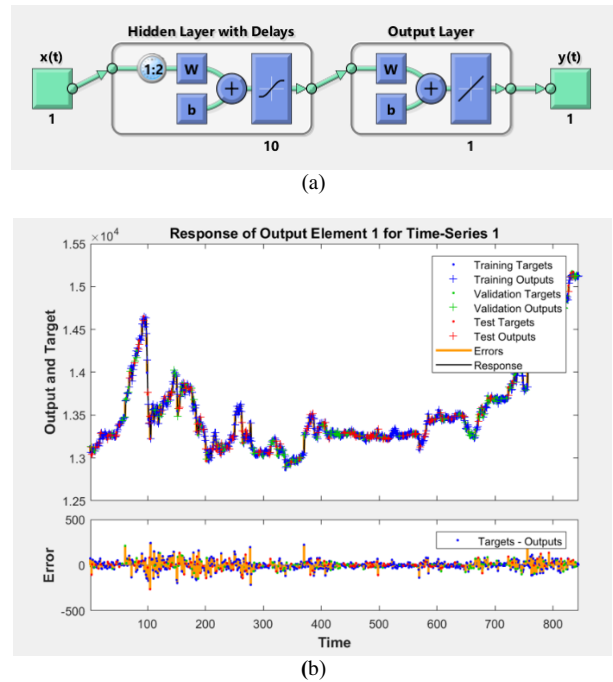 Hidden Layer with Delays
Output Layer
x(t)
y(t)
1:2
W
b
+
W
b
+
1
10
1
1
(a)
×10⁴
Response of Output Element 1 for Time-Series 1
Output and Target
1.55
1.5
1.45
1.4
1.35
1.3
1.25
Training Targets
Training Outputs
Validation Targets
Validation Outputs
Test Targets
Test Outputs
Errors
Response
Error
500
0
-500
Targets - Outputs
100 200 300 400 500 600 700 800
Time
(b)